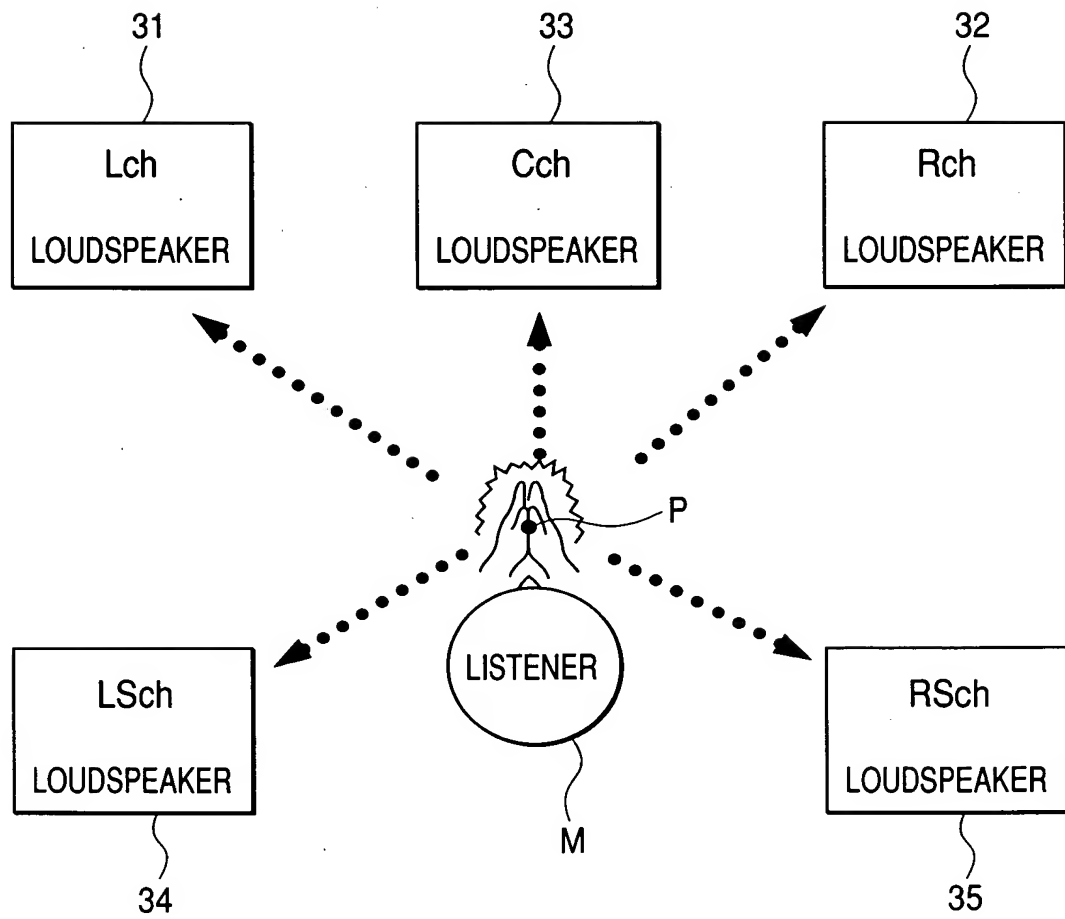 31
33
32
Lch
LOUDSPEAKER
Cch
LOUDSPEAKER
Rch
LOUDSPEAKER
P
LSch
LOUDSPEAKER
LISTENER
RSch
LOUDSPEAKER
M
34
35